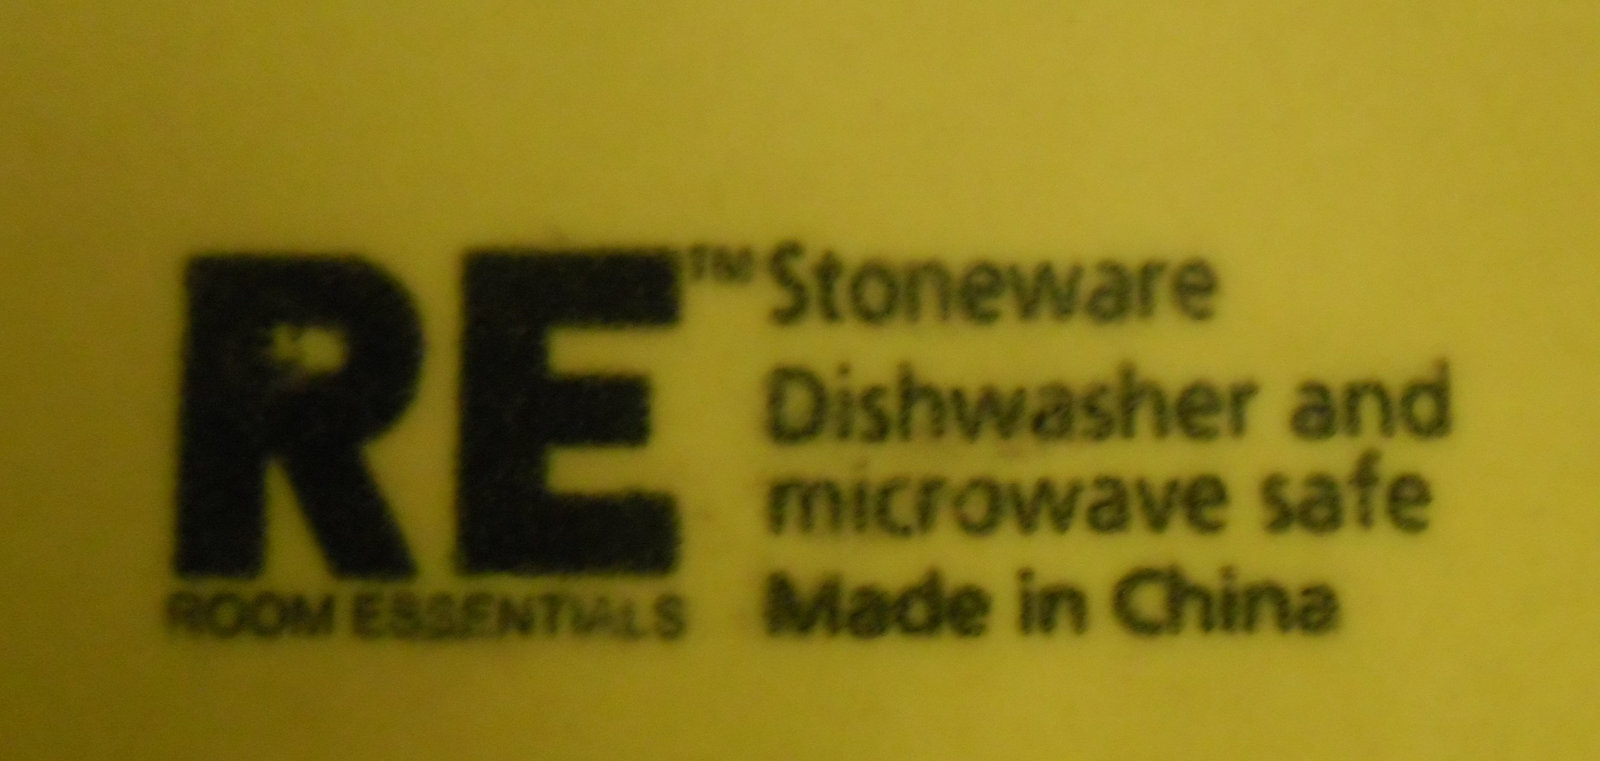 RE™
ROOM ESSENTIALS
Stoneware
Dishwasher and
microwave safe
Made in China